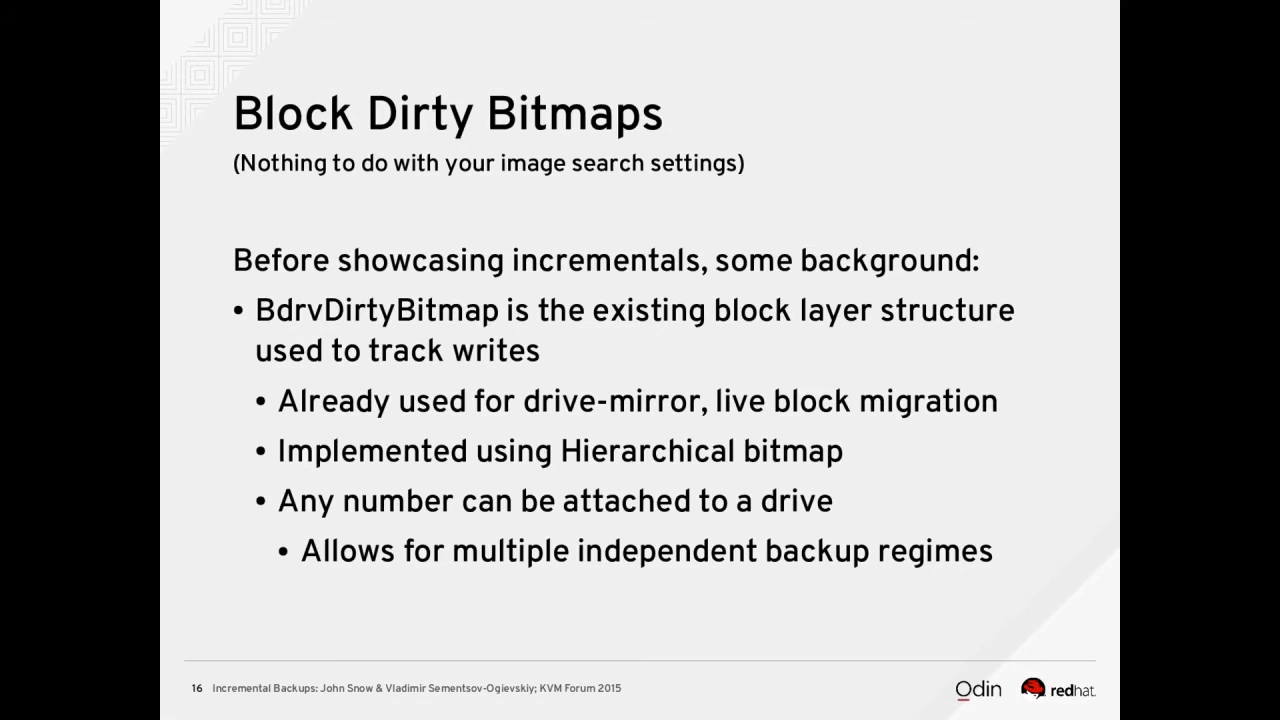 Block Dirty Bitmaps
(Nothing to do with your image search settings)
Before showcasing incrementals, some background:
• BdrvDirtyBitmap is the existing block layer structure
used to track writes
• Already used for drive-mirror, live block migration
• Implemented using Hierarchical bitmap
• Any number can be attached to a drive
• Allows for multiple independent backup regimes
16 Incremental Backups: John Snow & Vladimir Sementsov-Ogievskiy; KVM Forum 2015
Odin redhat.